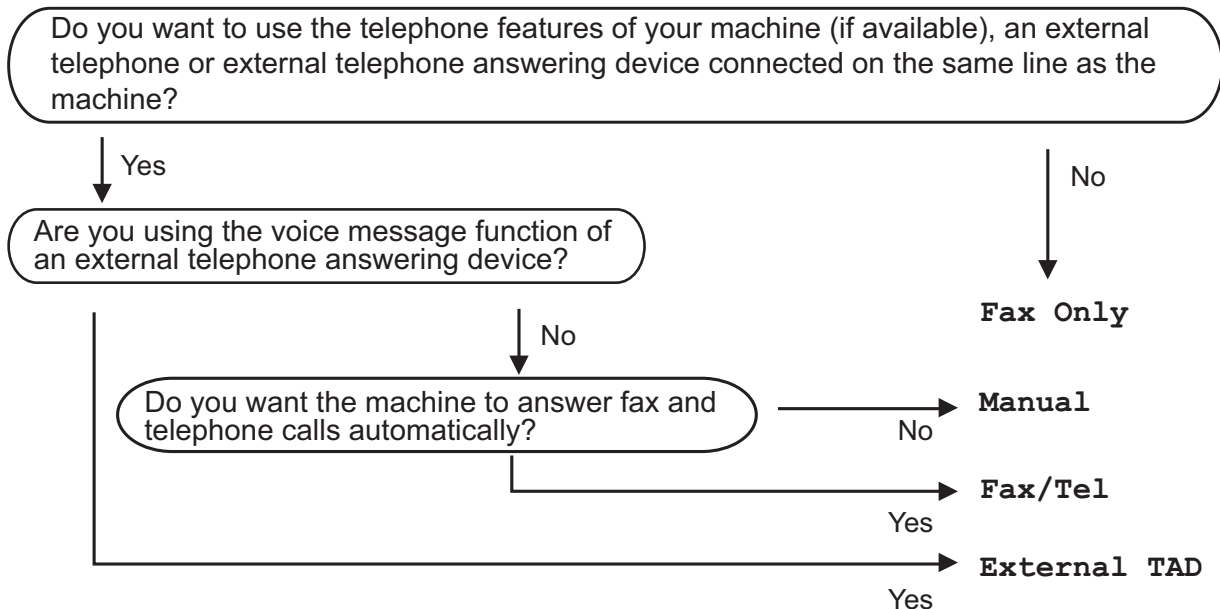 Do you want to use the telephone features of your machine (if available), an external
telephone or external telephone answering device connected on the same line as the
machine?
Yes
No
Are you using the voice message function of
an external telephone answering device?
Fax Only
No
Do you want the machine to answer fax and
telephone calls automatically?
No
Manual
Yes
Fax/Tel
Yes
External TAD